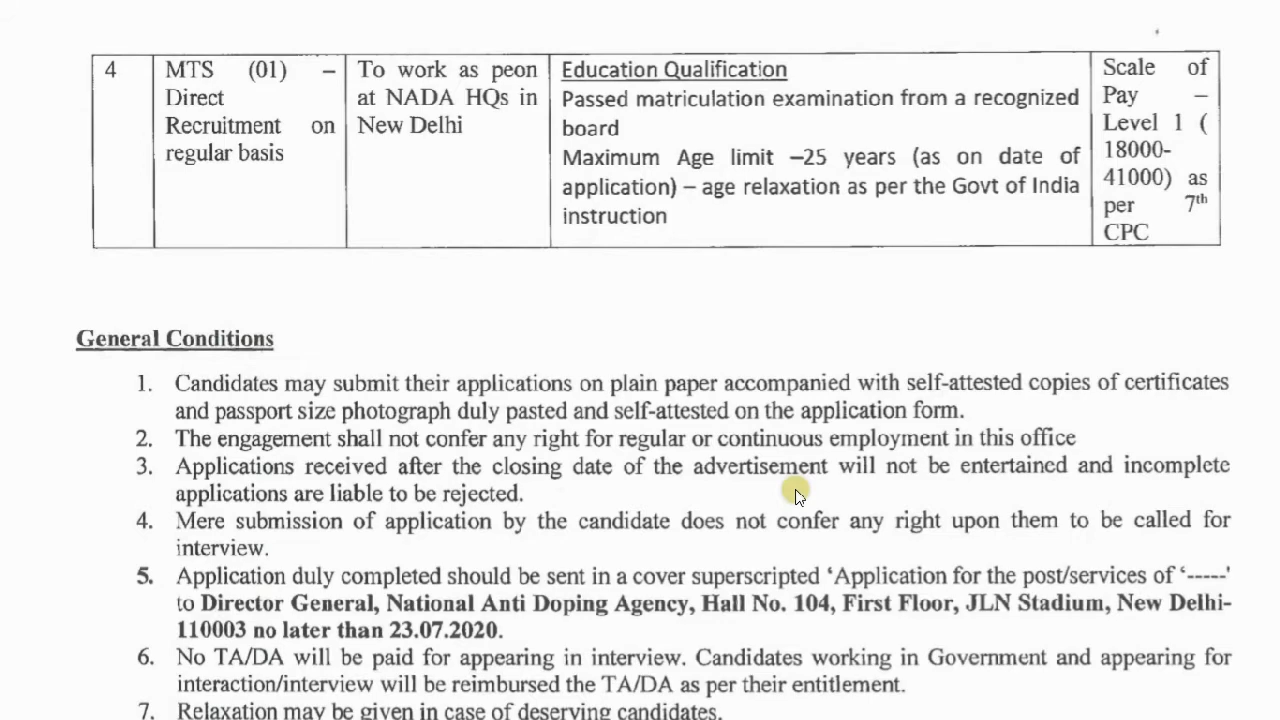 4
MTS (01) –
Direct
Recruitment on
regular basis
To work as peon
at NADA HQs in
New Delhi
Education Qualification
Passed matriculation examination from a recognized
board
Maximum Age limit –25 years (as on date of
application) – age relaxation as per the Govt of India
instruction
Scale of
Pay –
Level 1 (
18000-
41000) as
per 7th
CPC
General Conditions
1. Candidates may submit their applications on plain paper accompanied with self-attested copies of certificates
and passport size photograph duly pasted and self-attested on the application form.
2. The engagement shall not confer any right for regular or continuous employment in this office
3. Applications received after the closing date of the advertisement will not be entertained and incomplete
applications are liable to be rejected.
4. Mere submission of application by the candidate does not confer any right upon them to be called for
interview.
5. Application duly completed should be sent in a cover superscripted ‘Application for the post/services of ‘-----’
to Director General, National Anti Doping Agency, Hall No. 104, First Floor, JLN Stadium, New Delhi-
110003 no later than 23.07.2020.
6. No TA/DA will be paid for appearing in interview. Candidates working in Government and appearing for
interaction/interview will be reimbursed the TA/DA as per their entitlement.
7. Relaxation may be given in case of deserving candidates.